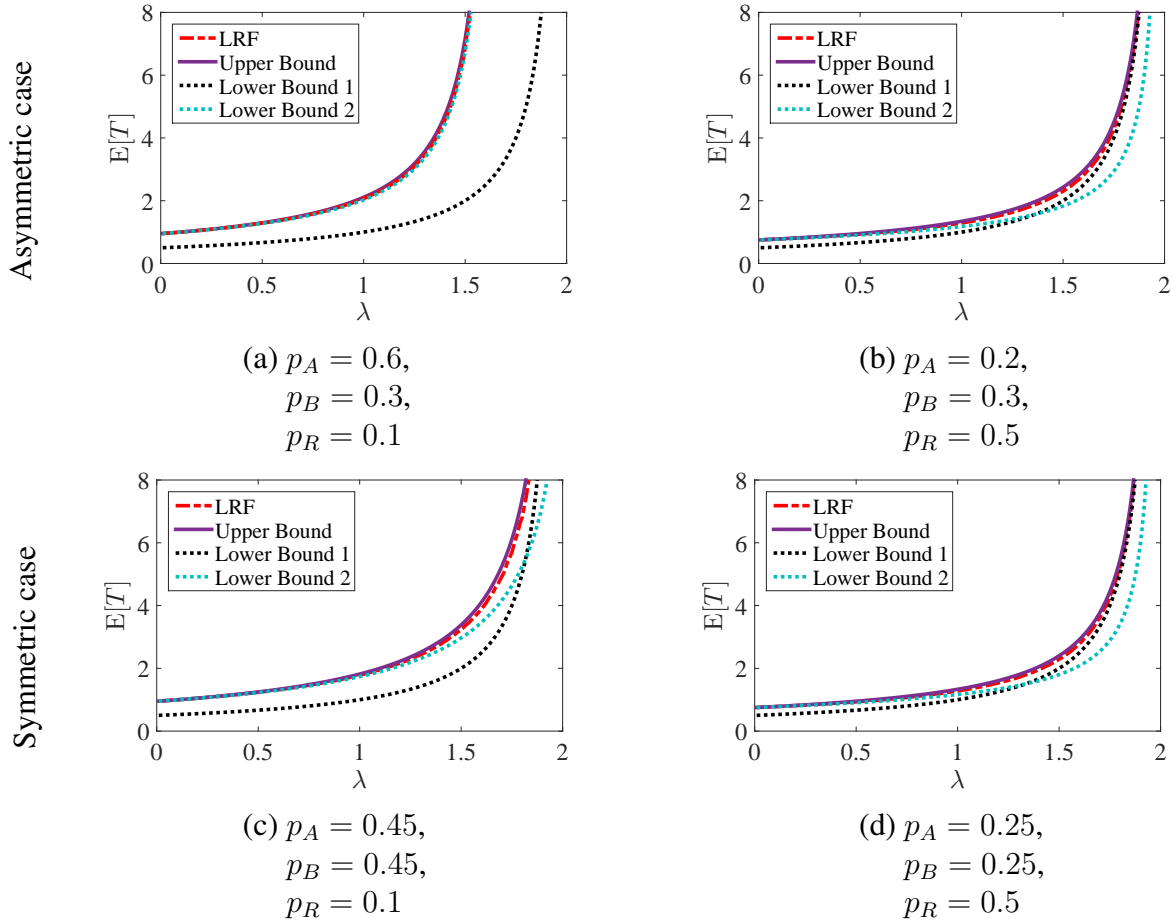 Asymmetric case
E[T]
8
6
4
2
0
LRF
Upper Bound
Lower Bound 1
Lower Bound 2
0 0.5 1 1.5 2
λ
(a) p_A = 0.6,
p_B = 0.3,
p_R = 0.1
E[T]
8
6
4
2
0
LRF
Upper Bound
Lower Bound 1
Lower Bound 2
0 0.5 1 1.5 2
λ
(b) p_A = 0.2,
p_B = 0.3,
p_R = 0.5
Symmetric case
E[T]
8
6
4
2
0
LRF
Upper Bound
Lower Bound 1
Lower Bound 2
0 0.5 1 1.5 2
λ
(c) p_A = 0.45,
p_B = 0.45,
p_R = 0.1
E[T]
8
6
4
2
0
LRF
Upper Bound
Lower Bound 1
Lower Bound 2
0 0.5 1 1.5 2
λ
(d) p_A = 0.25,
p_B = 0.25,
p_R = 0.5